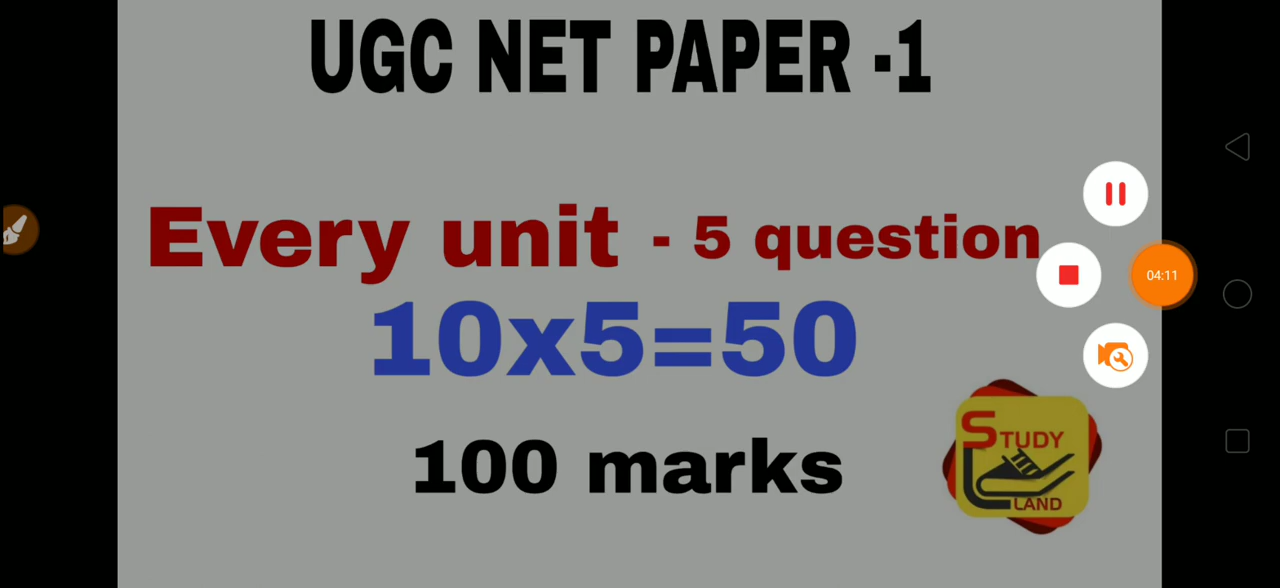 UGC NET PAPER -1
Every unit - 5 question
10x5=50
100 marks
04:11
STUDY
LAND